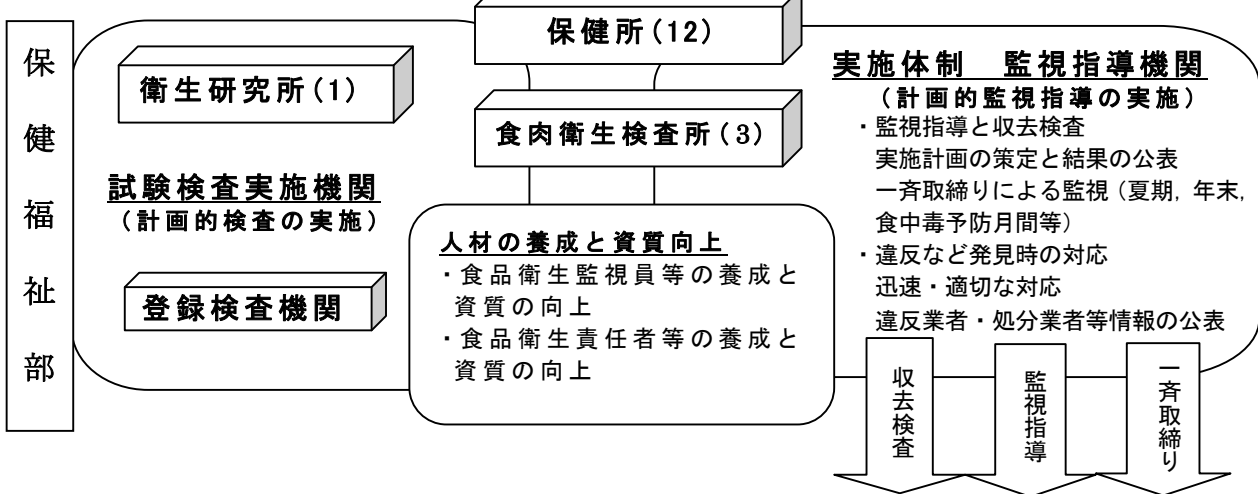 保健福祉部
衛生研究所(1)
試験検査実施機関
(計画的検査の実施)
登録検査機関
保健所(12)
食肉衛生検査所(3)
人材の養成と資質向上
・食品衛生監視員等の養成と
資質の向上
・食品衛生責任者等の養成と
資質の向上
実施体制 監視指導機関
(計画的監視指導の実施)
・監視指導と収去検査
実施計画の策定と結果の公表
一斉取締りによる監視(夏期,年末,
食中毒予防月間等)
・違反など発見時の対応
迅速・適切な対応
違反業者・処分業者等情報の公表
収去検査
監視指導
一斉取締り